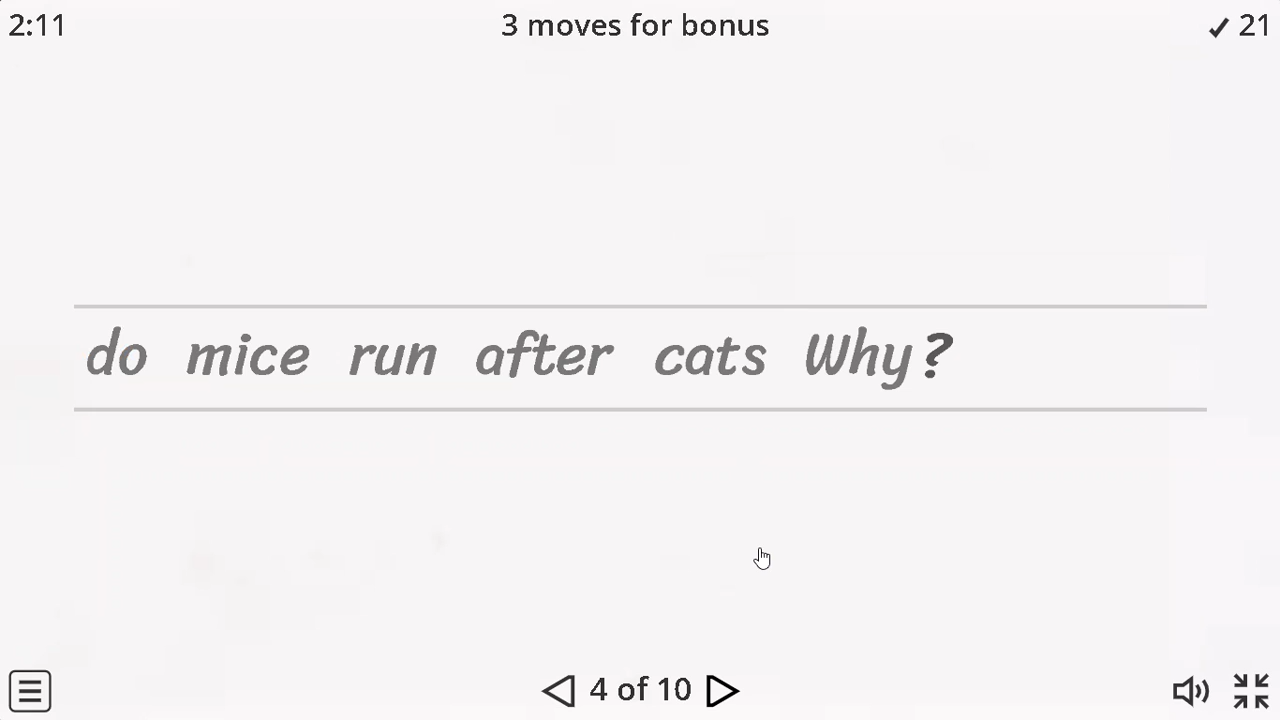 2:11 3 moves for bonus ✓ 21
do mice run after cats Why?
4 of 10